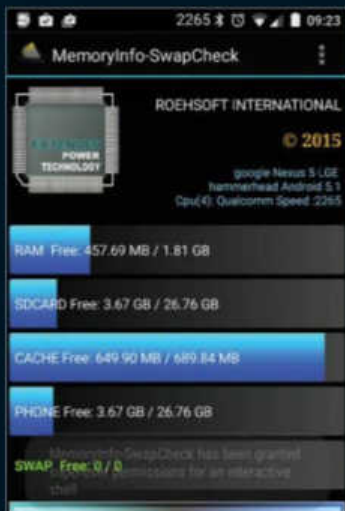 2265 09:23
MemoryInfo-SwapCheck
ROEHSOFT INTERNATIONAL
© 2015
POWER
TECHNOLOGY
google Nexus 5 LGE
hammerhead Android 5.1
Cpu(4): Qualcomm Speed: 2265
RAM Free: 457.69 MB / 1.81 GB
SDCARD Free: 3.67 GB / 26.76 GB
CACHE Free: 649.90 MB / 689.84 MB
PHONE Free: 3.67 GB / 26.76 GB
MemoryInfo-SwapCheck has been granted
SWAP Free: 0 / 0
permissions for an interactive
shell